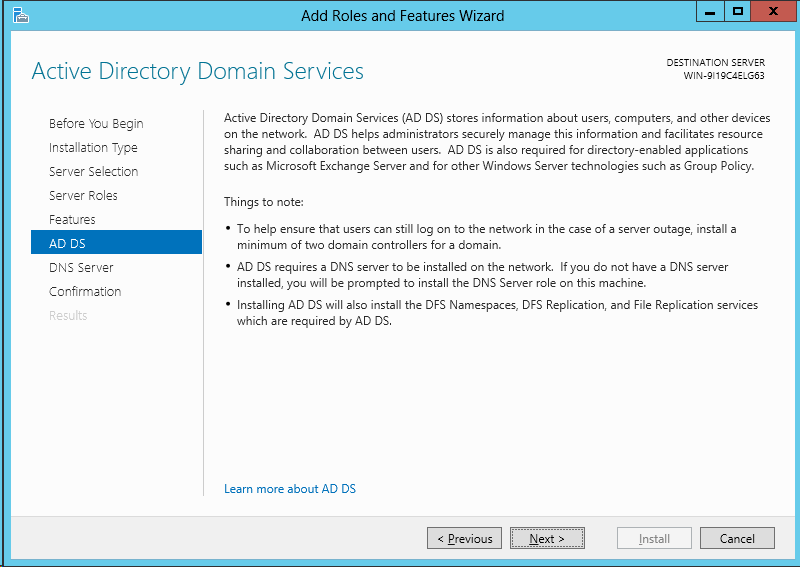 Add Roles and Features Wizard
Active Directory Domain Services
DESTINATION SERVER
WIN-9I19C4ELG63
Before You Begin
Installation Type
Server Selection
Server Roles
Features
AD DS
DNS Server
Confirmation
Results
Active Directory Domain Services (AD DS) stores information about users, computers, and other devices
on the network.  AD DS helps administrators securely manage this information and facilitates resource
sharing and collaboration between users.  AD DS is also required for directory-enabled applications
such as Microsoft Exchange Server and for other Windows Server technologies such as Group Policy.
Things to note:
• To help ensure that users can still log on to the network in the case of a server outage, install a
minimum of two domain controllers for a domain.
• AD DS requires a DNS server to be installed on the network.  If you do not have a DNS server
installed, you will be prompted to install the DNS Server role on this machine.
• Installing AD DS will also install the DFS Namespaces, DFS Replication, and File Replication services
which are required by AD DS.
Learn more about AD DS
< Previous
Next >
Install
Cancel